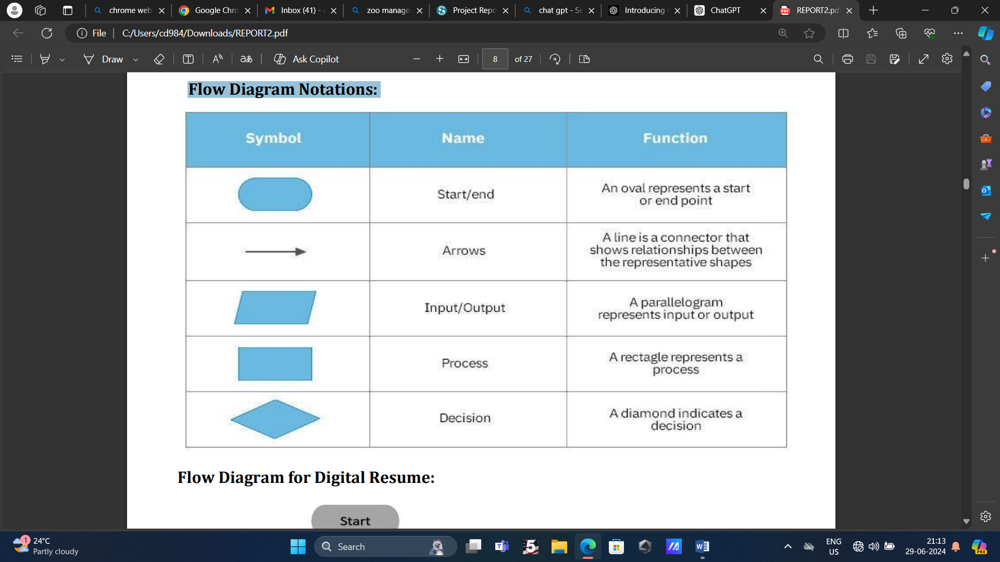 chrome web
Google Chro
Inbox (41) -
zoo manage
Project Repo
chat gpt - Se
Introducing
ChatGPT
REPORT2.pd
File
C:/Users/cd984/Downloads/REPORT2.pdf
Draw
Ask Copilot
8
of 27
Flow Diagram Notations:
Symbol
Name
Function
Start/end
An oval represents a start
or end point
Arrows
A line is a connector that
shows relationships between
the representative shapes
Input/Output
A parallelogram
represents input or output
Process
A rectagle represents a
process
Decision
A diamond indicates a
decision
Flow Diagram for Digital Resume:
Start
1
24°C
Partly cloudy
Search
ENG
US
21:13
29-06-2024
PRE